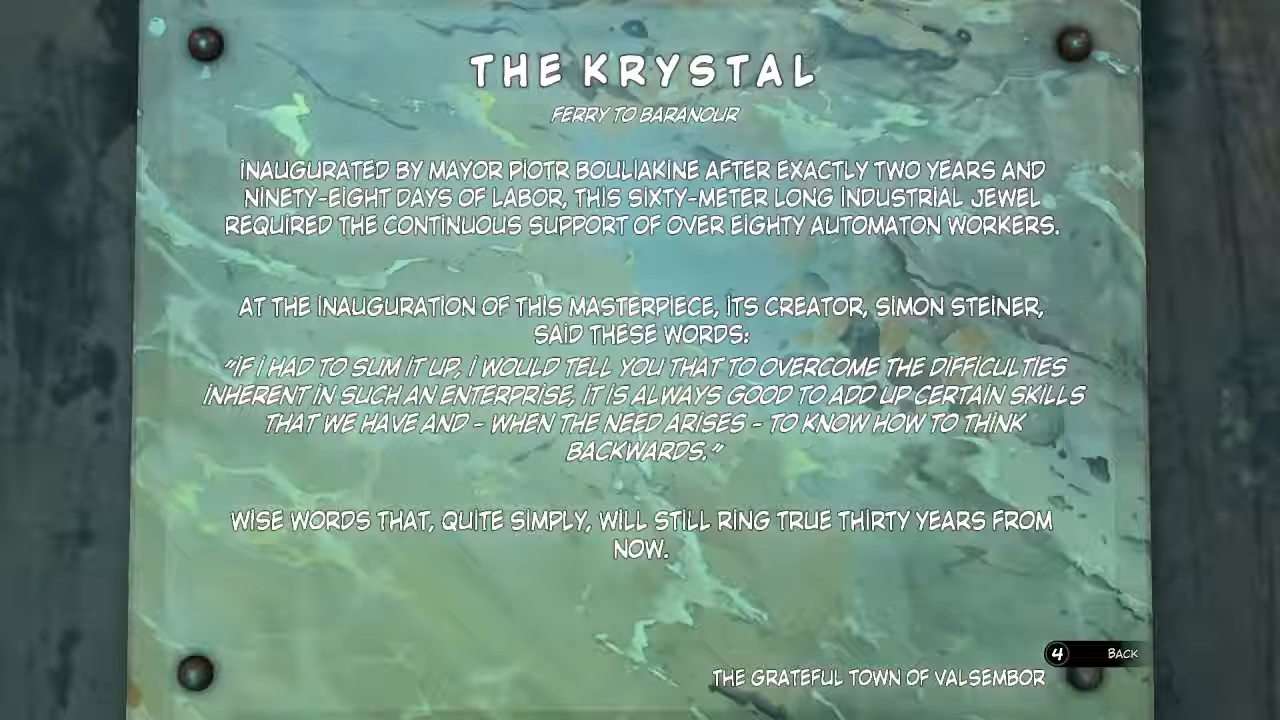 THE KRYSTAL
FERRY TO BARANOUR
INAUGURATED BY MAYOR PIOTR BOULIAKINE AFTER EXACTLY TWO YEARS AND
NINETY-EIGHT DAYS OF LABOR, THIS SIXTY-METER LONG INDUSTRIAL JEWEL
REQUIRED THE CONTINUOUS SUPPORT OF OVER EIGHTY AUTOMATON WORKERS.
AT THE INAUGURATION OF THIS MASTERPIECE, ITS CREATOR, SIMON STEINER,
SAID THESE WORDS:
"IF I HAD TO SUM IT UP, I WOULD TELL YOU THAT TO OVERCOME THE DIFFICULTIES
INHERENT IN SUCH AN ENTERPRISE, IT IS ALWAYS GOOD TO ADD UP CERTAIN SKILLS
THAT WE HAVE AND - WHEN THE NEED ARISES - TO KNOW HOW TO THINK
BACKWARDS."
WISE WORDS THAT, QUITE SIMPLY, WILL STILL RING TRUE THIRTY YEARS FROM
NOW.
4 BACK
THE GRATEFUL TOWN OF VALSEMBOR